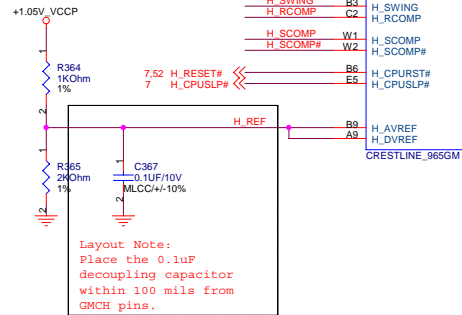 H_SWING B3 H_SWING
+1.05V_VCCP H_RCOMP C2 H_RCOMP
H_SCOMP W1 H_SCOMP
H_SCOMP# W2 H_SCOMP#
1
R364
1KOhm
1%
2
7,52 H_RESET# B6 H_CPURST#
7 H_CPUSLP# E5 H_CPUSLP#
H_REF B9 H_AVREF
A9 H_DVREF
CRESTLINE_965GM
1
R365
2KOhm
1%
2
1
C367
0.1UF/10V
MLCC/+/-10%
2
Layout Note:
Place the 0.1uF
decoupling capacitor
within 100 mils from
GMCH pins.